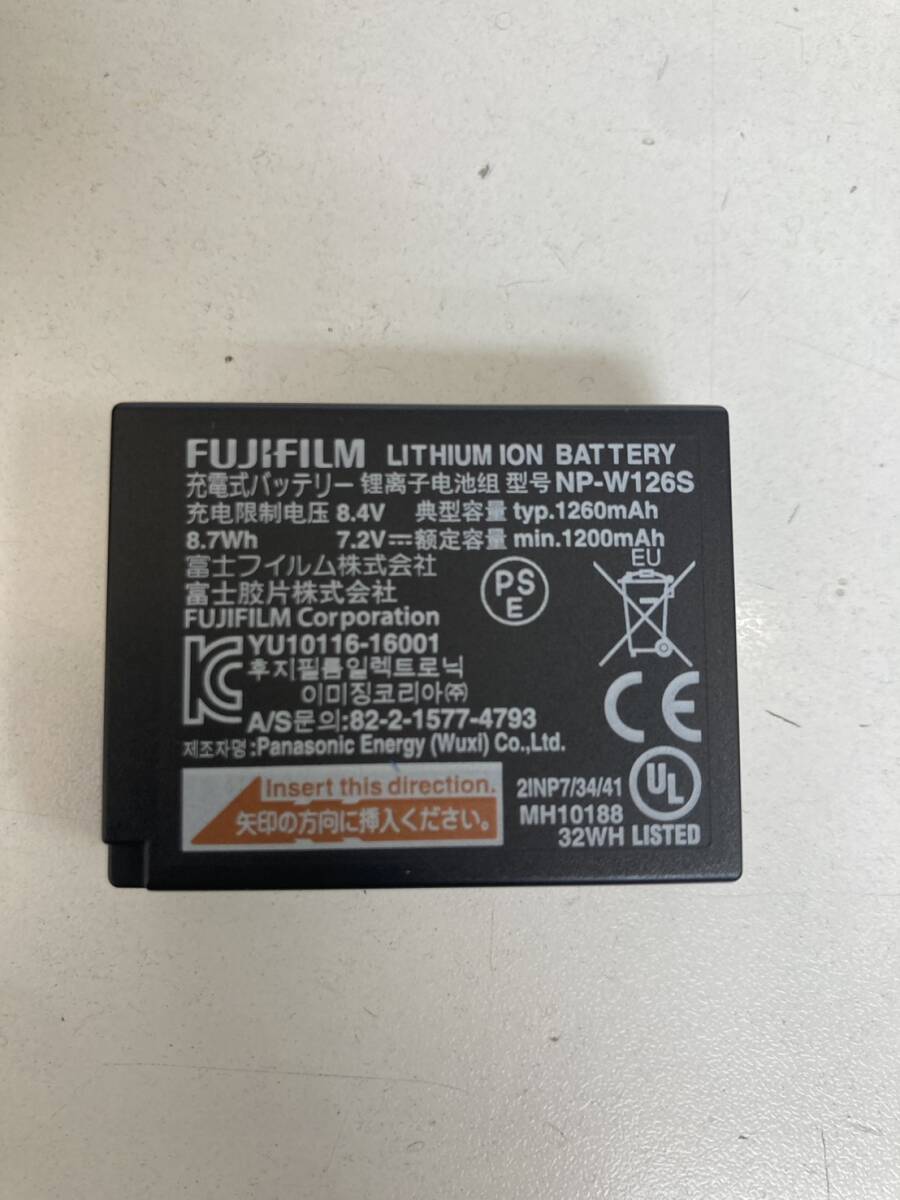 FUJIFILM LITHIUM ION BATTERY
充電式バッテリー 锂离子电池组 型号 NP-W126S
充电限制电压 8.4V 典型容量 typ.1260mAh
8.7Wh 7.2V⎓额定容量 min.1200mAh
富士フイルム株式会社
富士胶片株式会社
FUJIFILM Corporation
PS
E
EU
YU10116-16001
후지필름일렉트로닉
이미징코리아㈜
A/S문의:82-2-1577-4793
제조자명:Panasonic Energy (Wuxi) Co.,Ltd.
CE
Insert this direction.
矢印の方向に挿入ください。
2INP7/34/41
MH10188
32WH
UL
LISTED